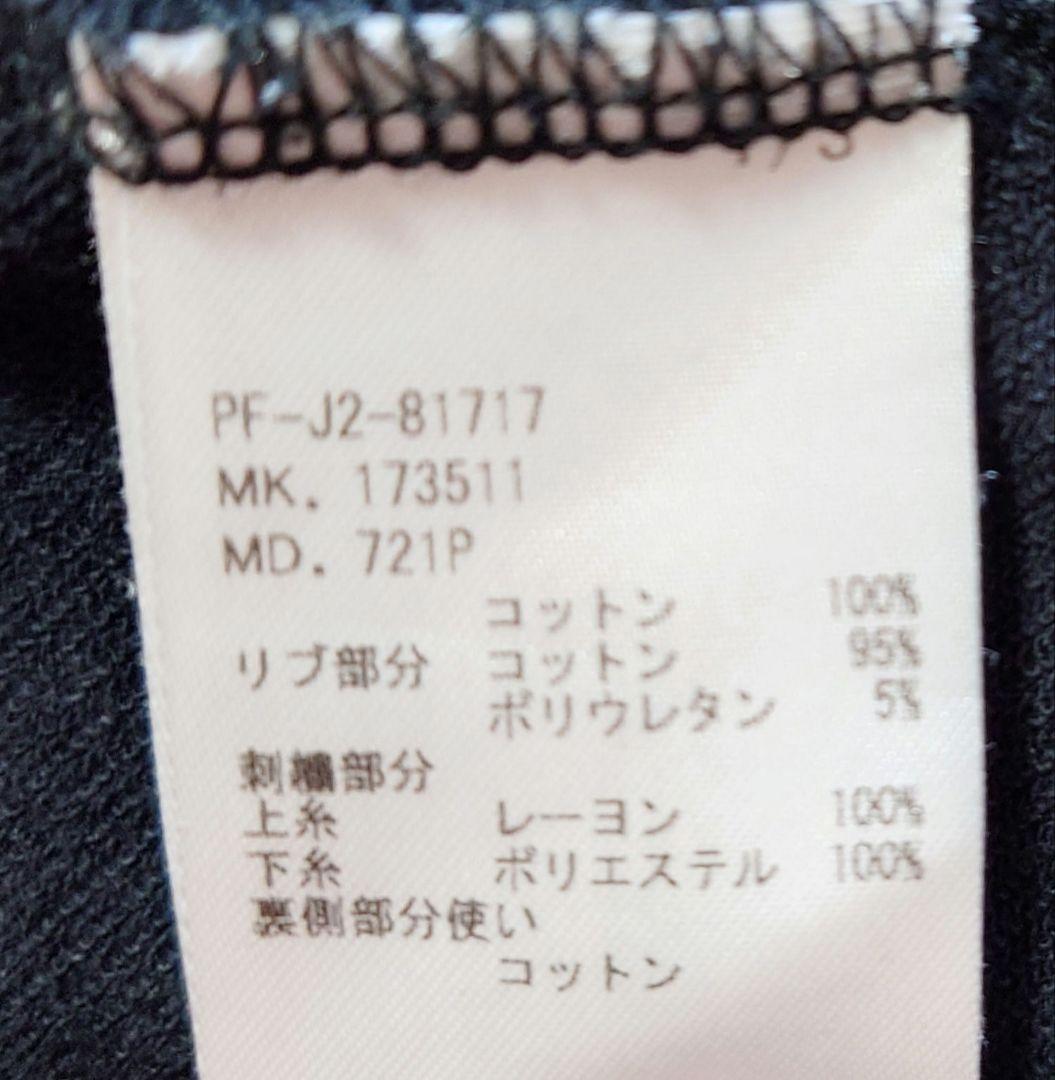 PF-J2-81717
MK. 173511
MD. 721P
コットン 100%
リブ部分 コットン 95%
ポリウレタン 5%
刺繍部分
上糸 レーヨン 100%
下糸 ポリエステル 100%
裏側部分使い
コットン